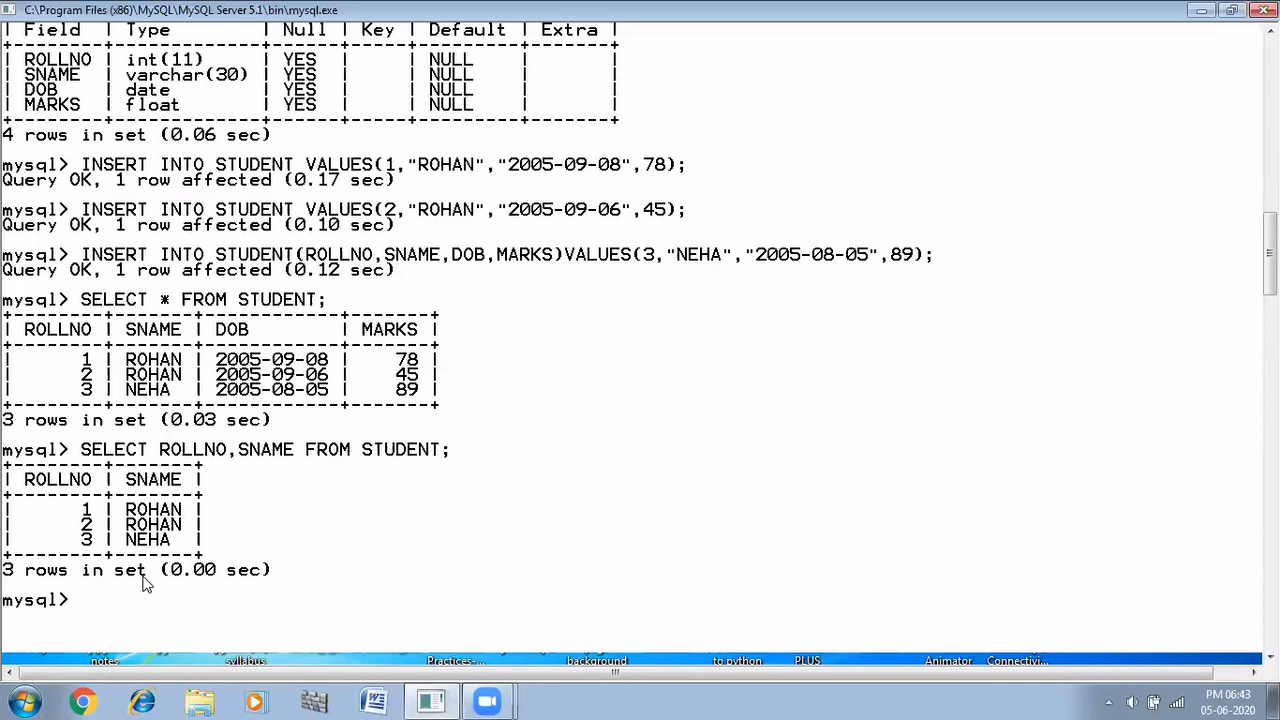 C:\Program Files (x86)\MySQL\MySQL Server 5.1\bin\mysql.exe
| Field | Type | Null | Key | Default | Extra |
+--------+-------------+------+-----+---------+-------+
| ROLLNO | int(11) | YES | | NULL | |
| SNAME | varchar(30) | YES | | NULL | |
| DOB | date | YES | | NULL | |
| MARKS | float | YES | | NULL | |
+--------+-------------+------+-----+---------+-------+
4 rows in set (0.06 sec)
mysql> INSERT INTO STUDENT VALUES(1,"ROHAN","2005-09-08",78);
Query OK, 1 row affected (0.17 sec)
mysql> INSERT INTO STUDENT VALUES(2,"ROHAN","2005-09-06",45);
Query OK, 1 row affected (0.10 sec)
mysql> INSERT INTO STUDENT(ROLLNO,SNAME,DOB,MARKS)VALUES(3,"NEHA","2005-08-05",89);
Query OK, 1 row affected (0.12 sec)
mysql> SELECT * FROM STUDENT;
+--------+-------+------------+-------+
| ROLLNO | SNAME | DOB | MARKS |
+--------+-------+------------+-------+
| 1 | ROHAN | 2005-09-08 | 78 |
| 2 | ROHAN | 2005-09-06 | 45 |
| 3 | NEHA | 2005-08-05 | 89 |
+--------+-------+------------+-------+
3 rows in set (0.03 sec)
mysql> SELECT ROLLNO,SNAME FROM STUDENT;
+--------+-------+
| ROLLNO | SNAME |
+--------+-------+
| 1 | ROHAN |
| 2 | ROHAN |
| 3 | NEHA |
+--------+-------+
3 rows in set (0.00 sec)
mysql>
notes syllabus Practices-... background to python PLUS Animator Connectivi...
PM 06:43
05-06-2020